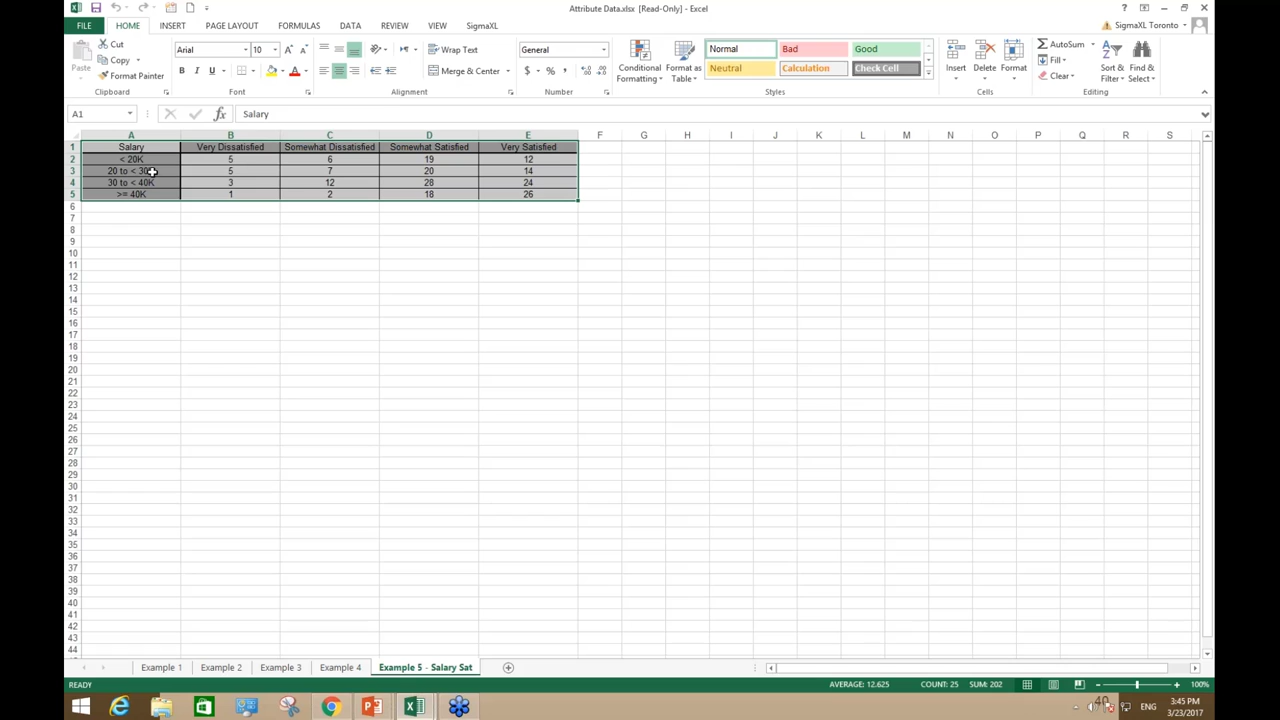 Attribute Data.xlsx [Read-Only] - Excel
FILE HOME INSERT PAGE LAYOUT FORMULAS DATA REVIEW VIEW SigmaXL SigmaXL Toronto
Paste Cut Copy Format Painter Clipboard
Arial 10 B I U A Font
Wrap Text Merge & Center Alignment
General $ % , Number
Conditional Formatting Format as Table
Normal Bad Good
Neutral Calculation Check Cell
Styles
Insert Delete Format Cells
AutoSum Fill Clear Sort & Filter Find & Select Editing
A1 fx Salary
A B C D E F G H I J K L M N O P Q R S
1 Salary Very Dissatisfied Somewhat Dissatisfied Somewhat Satisfied Very Satisfied
2 < 20K 5 6 19 12
3 20 to < 30 5 7 20 14
4 30 to < 40K 3 12 28 24
5 >= 40K 1 2 18 26
6
7
8
9
10
11
12
13
14
15
16
17
18
19
20
21
22
23
24
25
26
27
28
29
30
31
32
33
34
35
36
37
38
39
40
41
42
43
44
Example 1 Example 2 Example 3 Example 4 Example 5 - Salary Sat
READY AVERAGE: 12.625 COUNT: 25 SUM: 202 100%
40 ENG 3:45 PM
3/23/2017